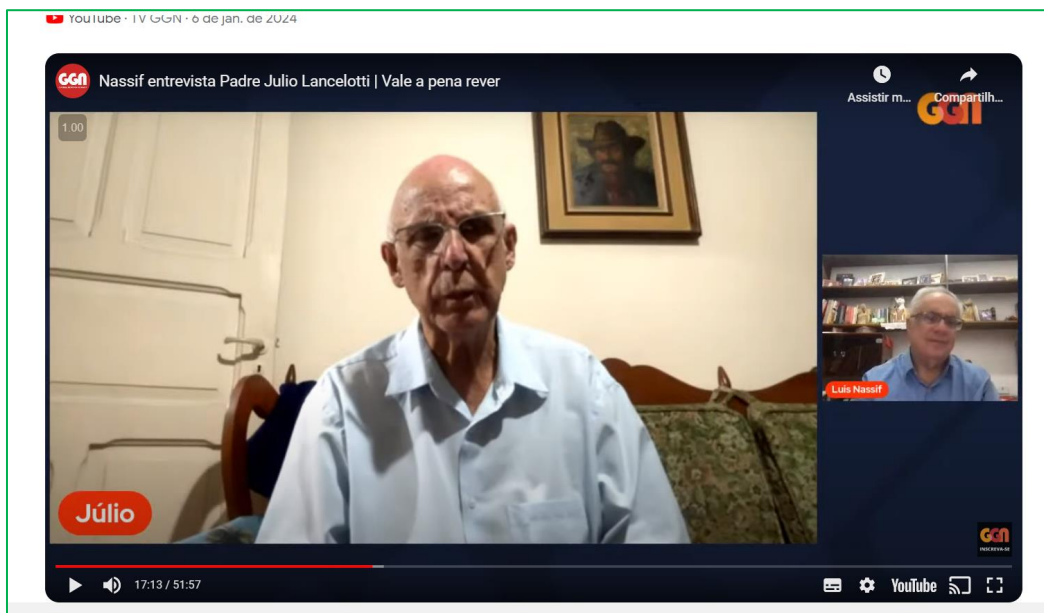 YouTube · TV GGN · 6 de jan. de 2024
GGN
Nassif entrevista Padre Julio Lancelotti | Vale a pena rever
Assistir m...
Compartilh...
GGN
1.00
Luis Nassif
Júlio
GGN
INSCREVA-SE
17:13 / 51:57
YouTube